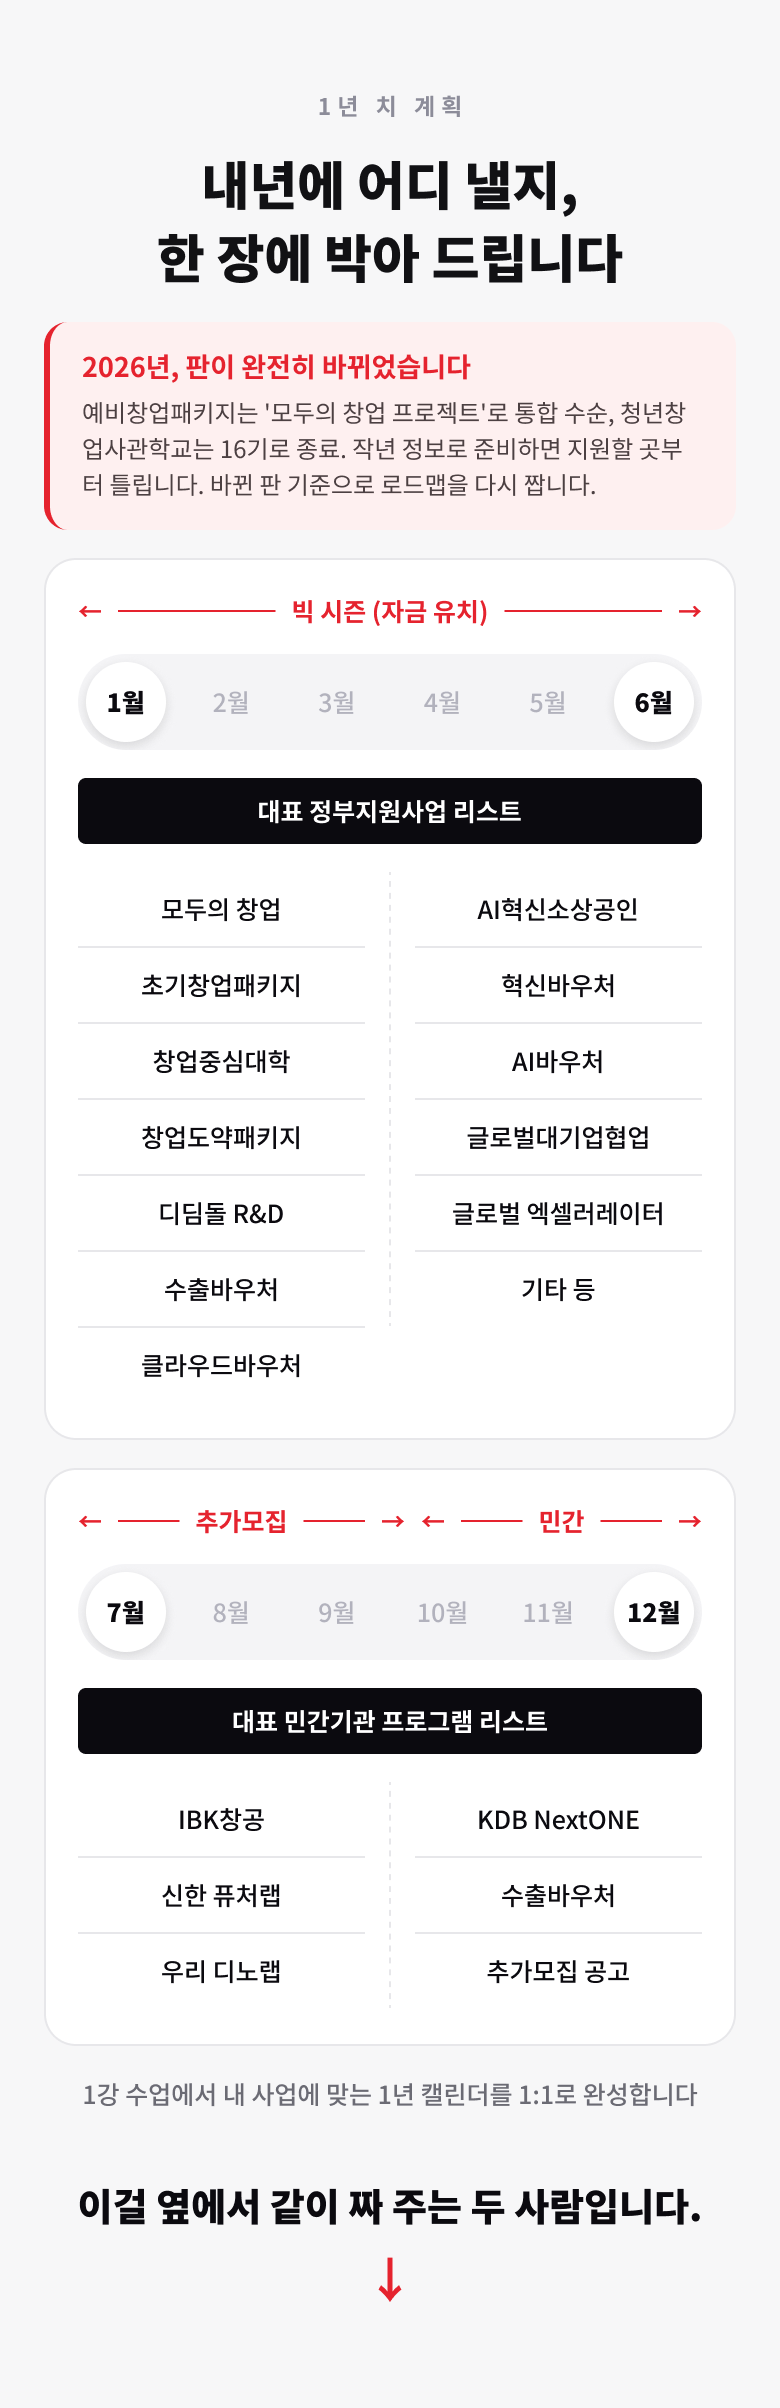 1년 치 계획
내년에 어디 낼지,
한 장에 박아 드립니다
2026년, 판이 완전히 바뀌었습니다
예비창업패키지는 '모두의 창업 프로젝트'로 통합 수순, 청년창
업사관학교는 16기로 종료. 작년 정보로 준비하면 지원할 곳부
터 틀립니다. 바뀐 판 기준으로 로드맵을 다시 짭니다.
← 빅 시즌 (자금 유치) →
1월 2월 3월 4월 5월 6월
대표 정부지원사업 리스트
모두의 창업 AI혁신소상공인
초기창업패키지 혁신바우처
창업중심대학 AI바우처
창업도약패키지 글로벌대기업협업
디딤돌 R&D 글로벌 엑셀러레이터
수출바우처 기타 등
클라우드바우처
← 추가모집 → ← 민간 →
7월 8월 9월 10월 11월 12월
대표 민간기관 프로그램 리스트
IBK창공 KDB NextONE
신한 퓨처랩 수출바우처
우리 디노랩 추가모집 공고
1강 수업에서 내 사업에 맞는 1년 캘린더를 1:1로 완성합니다
이걸 옆에서 같이 짜 주는 두 사람입니다.
↓